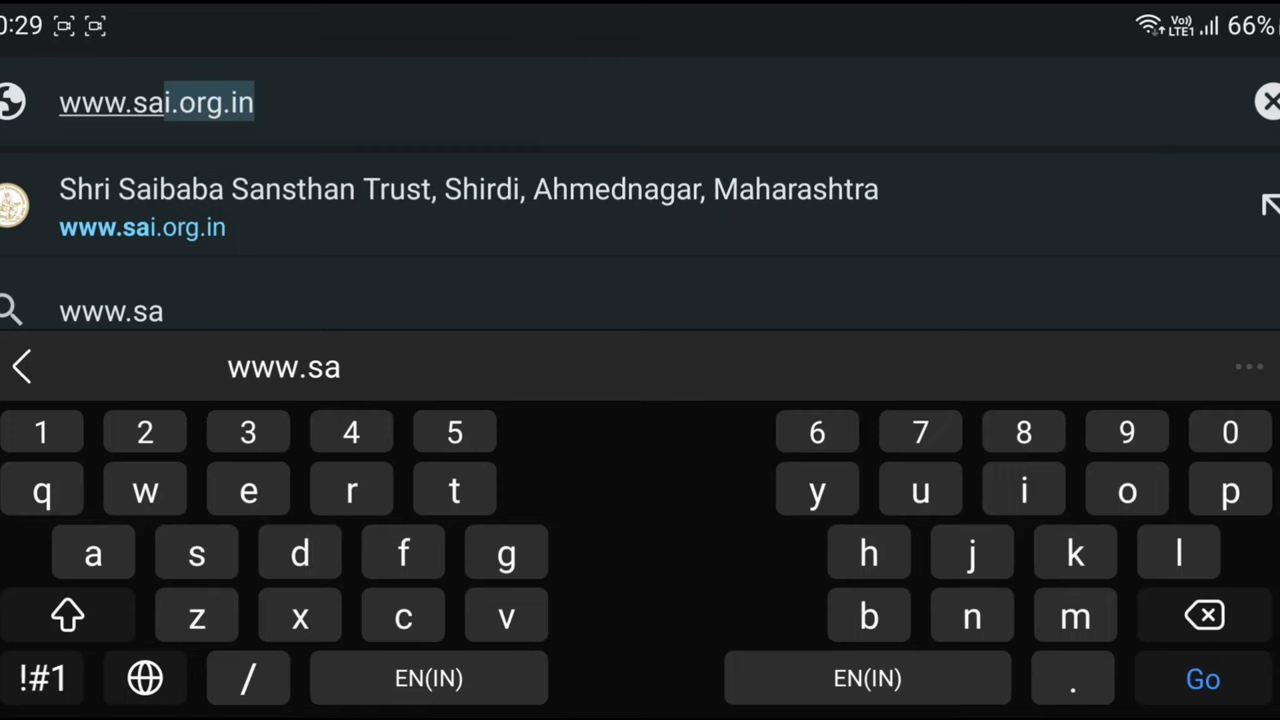 0:29 Vo)) LTE1 66%
www.sai.org.in
Shri Saibaba Sansthan Trust, Shirdi, Ahmednagar, Maharashtra
www.sai.org.in
www.sa
www.sa
1 2 3 4 5 6 7 8 9 0
q w e r t y u i o p
a s d f g h j k l
z x c v b n m
!#1 / EN(IN) EN(IN) . Go